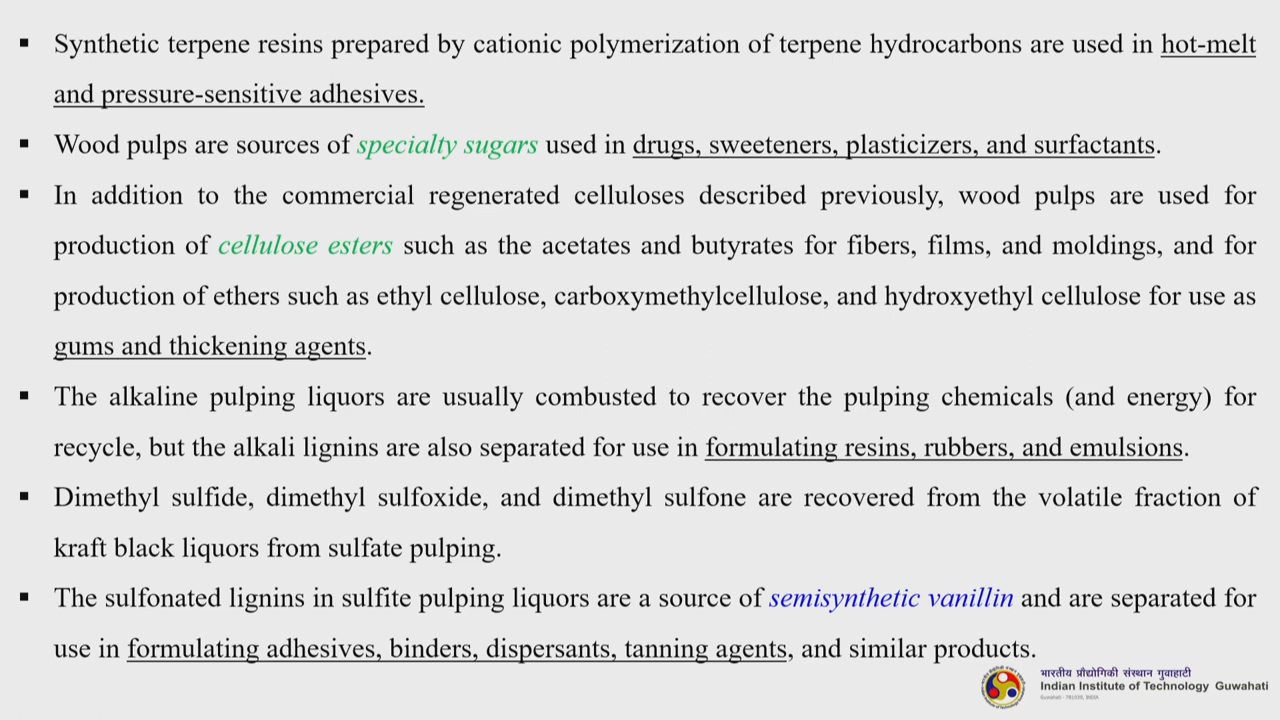 ▪ Synthetic terpene resins prepared by cationic polymerization of terpene hydrocarbons are used in hot-melt
and pressure-sensitive adhesives.
▪ Wood pulps are sources of specialty sugars used in drugs, sweeteners, plasticizers, and surfactants.
▪ In addition to the commercial regenerated celluloses described previously, wood pulps are used for
production of cellulose esters such as the acetates and butyrates for fibers, films, and moldings, and for
production of ethers such as ethyl cellulose, carboxymethylcellulose, and hydroxyethyl cellulose for use as
gums and thickening agents.
▪ The alkaline pulping liquors are usually combusted to recover the pulping chemicals (and energy) for
recycle, but the alkali lignins are also separated for use in formulating resins, rubbers, and emulsions.
▪ Dimethyl sulfide, dimethyl sulfoxide, and dimethyl sulfone are recovered from the volatile fraction of
kraft black liquors from sulfate pulping.
▪ The sulfonated lignins in sulfite pulping liquors are a source of semisynthetic vanillin and are separated for
use in formulating adhesives, binders, dispersants, tanning agents, and similar products.
भारतीय प्रौद्योगिकी संस्थान गुवाहाटी
Indian Institute of Technology Guwahati
Guwahati - 781039, INDIA